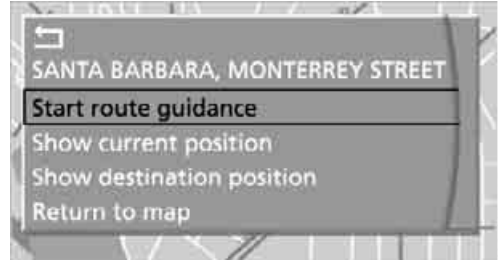 SANTA BARBARA, MONTERREY STREET
Start route guidance
Show current position
Show destination position
Return to map